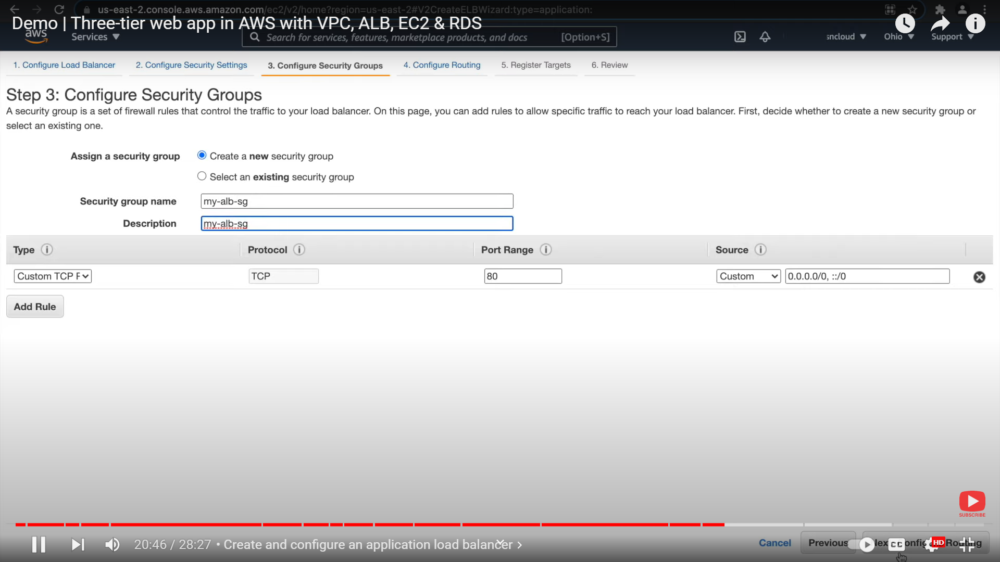 us-east-2.console.aws.amazon.com/ec2/v2/home?region=us-east-2#V2CreateELBWizard:type=application:
Demo | Three-tier web app in AWS with VPC, ALB, EC2 & RDS
aws
Services
Search for services, features, marketplace products, and docs [Option+S]
sncloud
Ohio
Support
1. Configure Load Balancer
2. Configure Security Settings
3. Configure Security Groups
4. Configure Routing
5. Register Targets
6. Review
Step 3: Configure Security Groups
A security group is a set of firewall rules that control the traffic to your load balancer. On this page, you can add rules to allow specific traffic to reach your load balancer. First, decide whether to create a new security group or
select an existing one.
Assign a security group
Create a new security group
Select an existing security group
Security group name my-alb-sg
Description my-alb-sg
Type Protocol Port Range Source
Custom TCP F TCP 80 Custom 0.0.0.0/0, ::/0
Add Rule
SUBSCRIBE
20:46 / 28:27 • Create and configure an application load balancer
Cancel
Previous
Routing
CC
HD